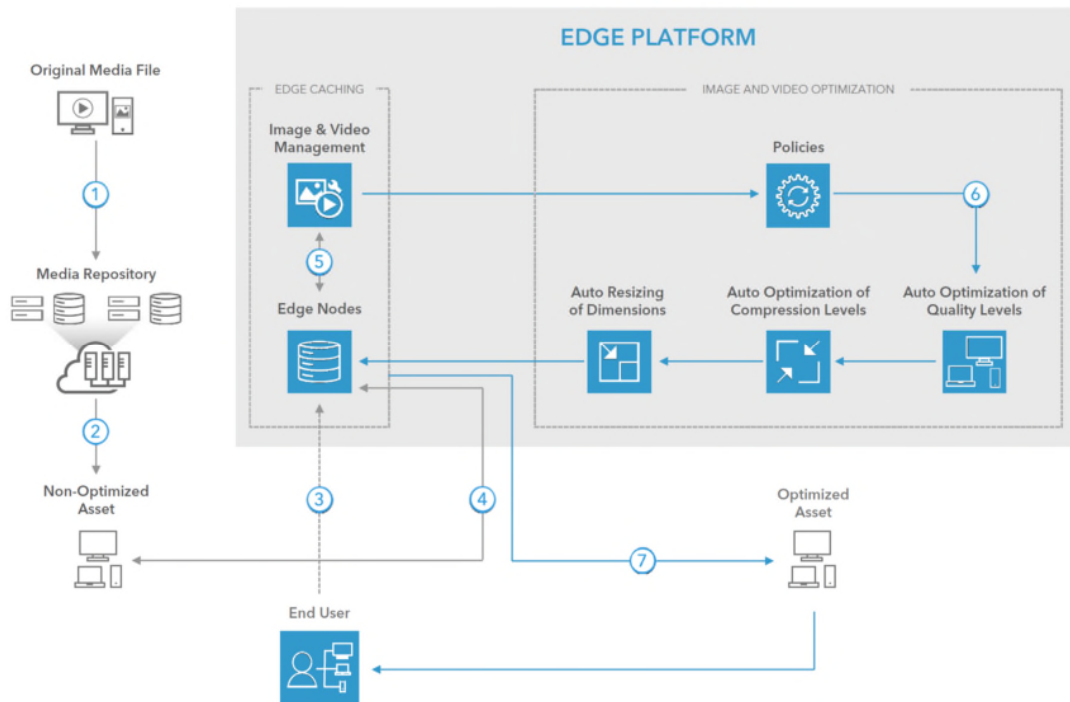 EDGE PLATFORM
Original Media File
1
Media Repository
2
Non-Optimized
Asset
EDGE CACHING
Image & Video
Management
5
Edge Nodes
3
4
End User
IMAGE AND VIDEO OPTIMIZATION
Policies
6
Auto Resizing
of Dimensions
Auto Optimization of
Compression Levels
Auto Optimization of
Quality Levels
7
Optimized
Asset